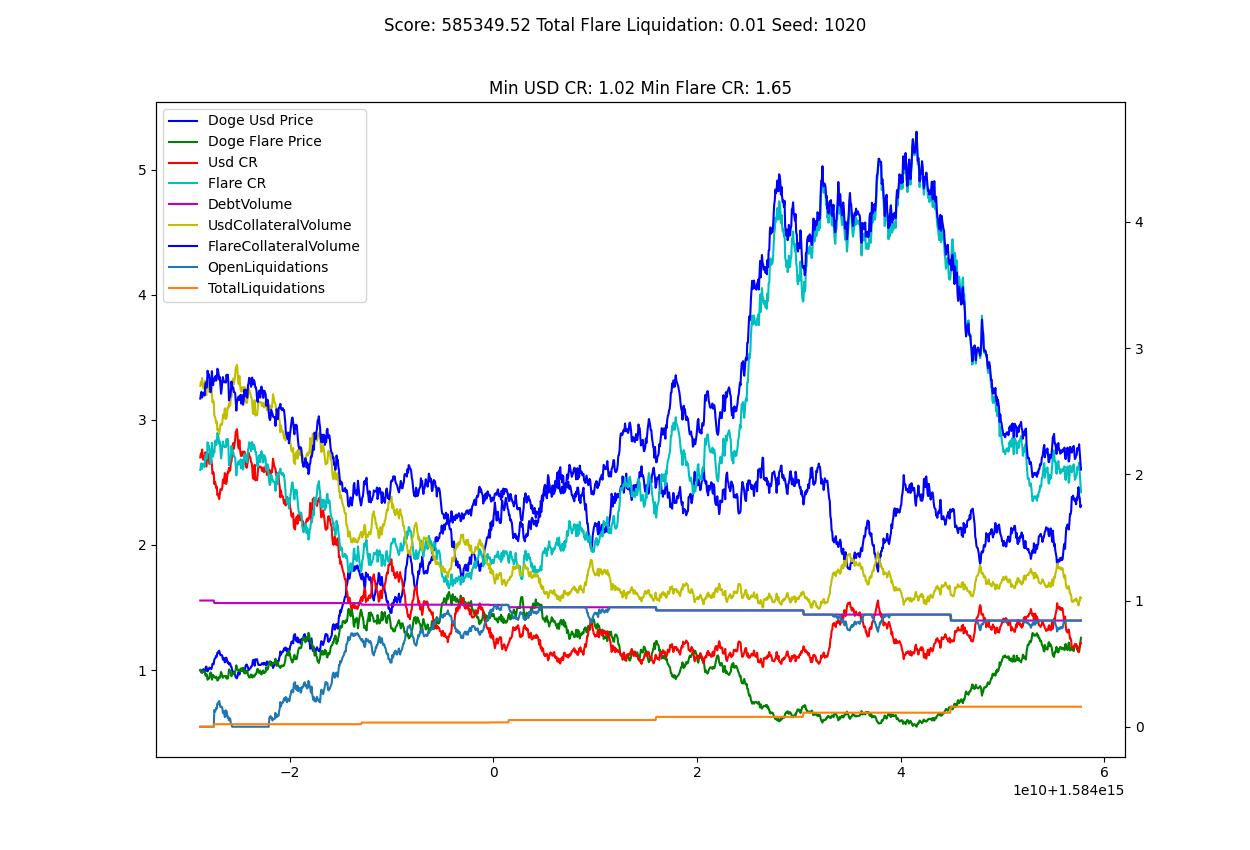 Score: 585349.52 Total Flare Liquidation: 0.01 Seed: 1020
Min USD CR: 1.02 Min Flare CR: 1.65
Doge Usd Price
Doge Flare Price
Usd CR
Flare CR
DebtVolume
UsdCollateralVolume
FlareCollateralVolume
OpenLiquidations
TotalLiquidations
5
4
3
2
1
4
3
2
1
0
−2
0
2
4
6
1e10+1.584e15